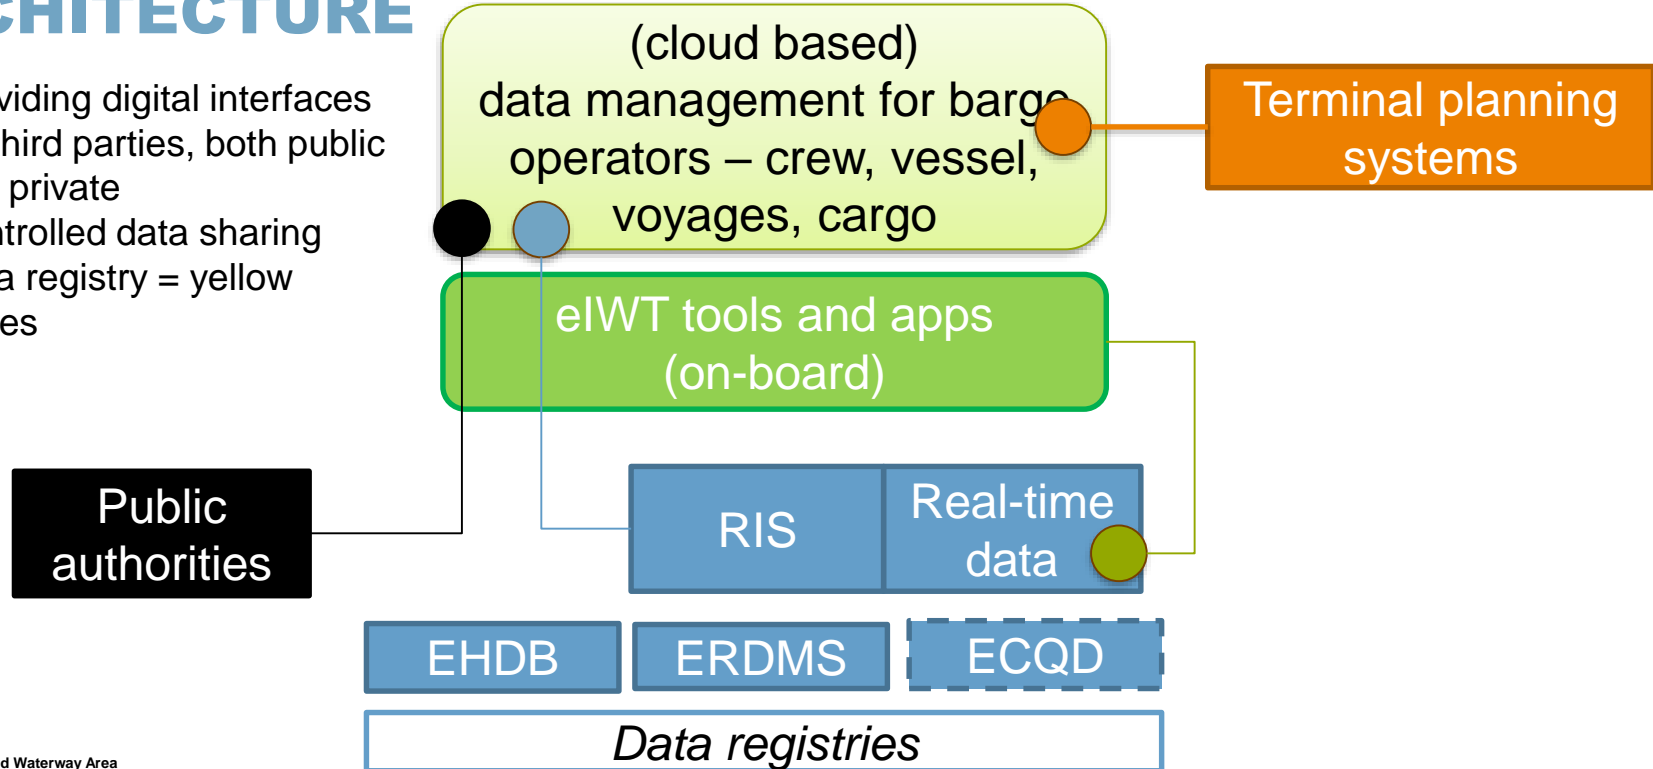 CHITECTURE
viding digital interfaces
hird parties, both public
private
ntrolled data sharing
a registry = yellow
es
(cloud based)
data management for barge
operators – crew, vessel,
voyages, cargo
Terminal planning
systems
eIWT tools and apps
(on-board)
Public
authorities
RIS
Real-time
data
EHDB
ERDMS
ECQD
Data registries
d Waterway Area